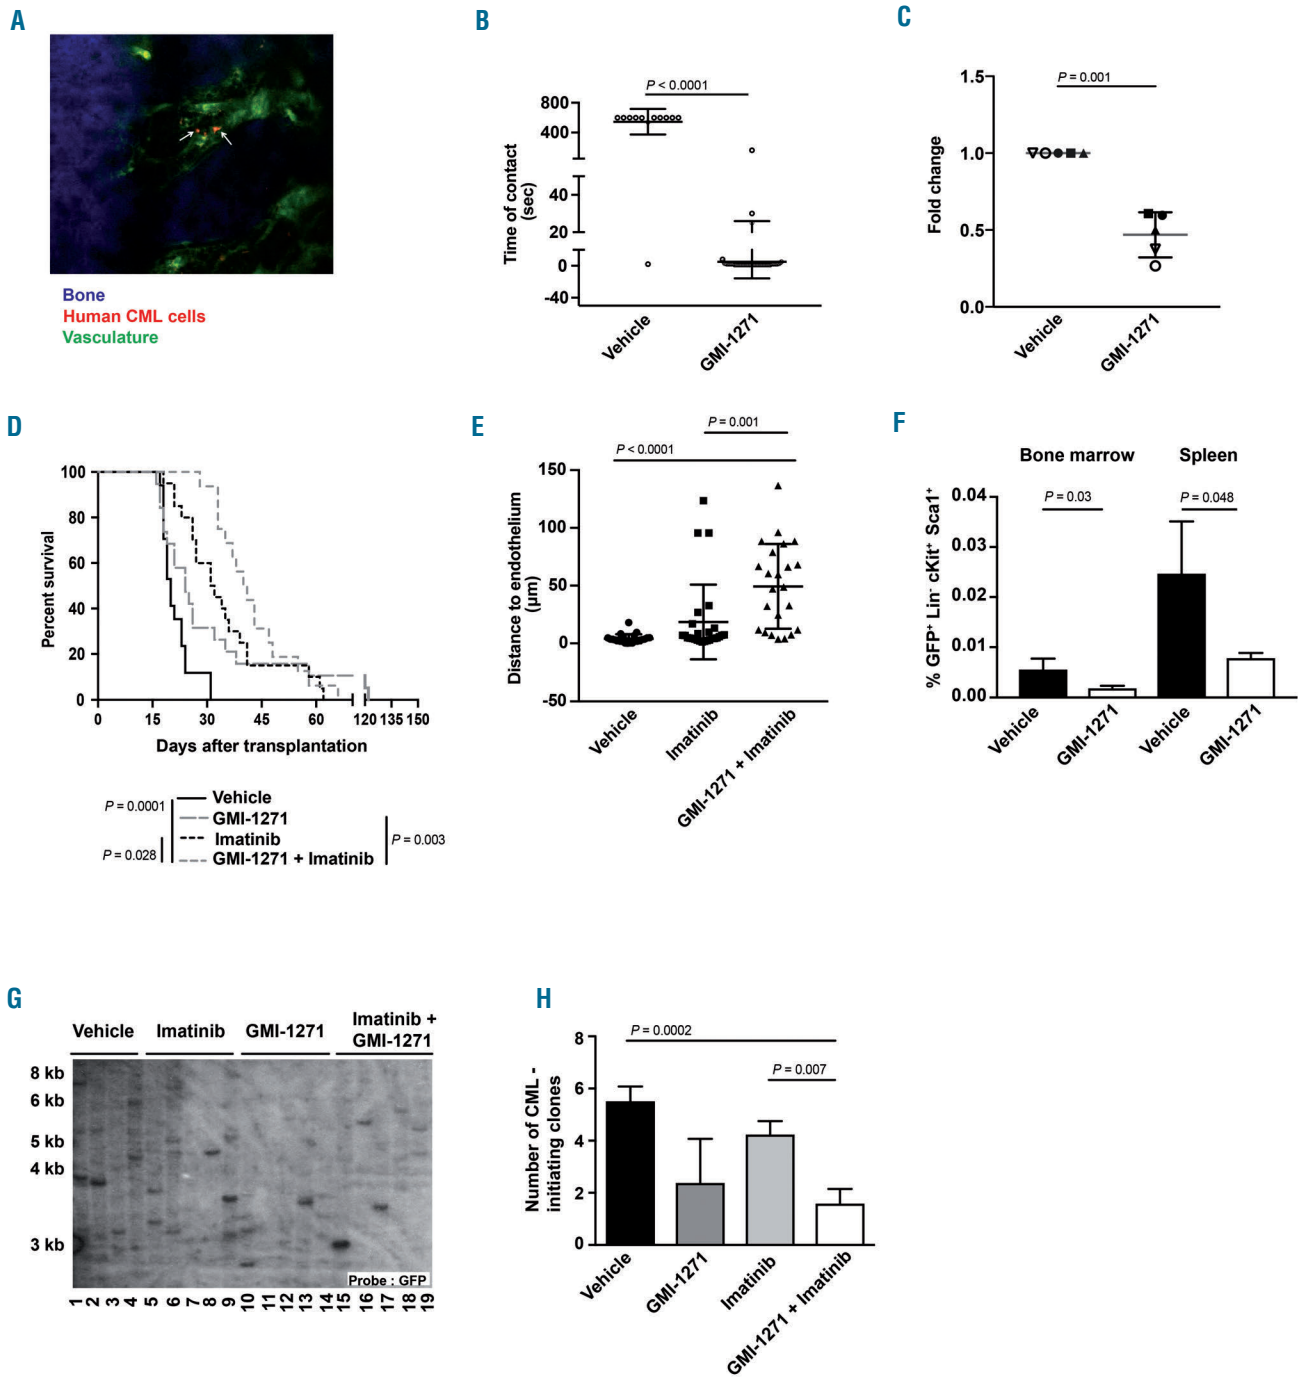 A
Bone
Human CML cells
Vasculature
B
P < 0.0001
Time of contact
(sec)
800
400
40
20
0
-40
Vehicle
GMI-1271
C
P = 0.001
Fold change
1.5
1.0
0.5
0.0
Vehicle
GMI-1271
D
Percent survival
100
80
60
40
20
0
0 15 30 45 60 120 135 150
Days after transplantation
P = 0.0001
P = 0.028
Vehicle
GMI-1271
Imatinib
GMI-1271 + Imatinib
P = 0.003
E
P = 0.001
P < 0.0001
Distance to endothelium
(µm)
150
100
50
0
-50
Vehicle
Imatinib
GMI-1271 + Imatinib
F
Bone marrow
Spleen
P = 0.03
P = 0.048
% GFP⁺ Lin⁻ cKit⁺ Sca1⁺
0.04
0.03
0.02
0.01
0.00
Vehicle
GMI-1271
Vehicle
GMI-1271
G
Vehicle
Imatinib
GMI-1271
Imatinib +
GMI-1271
8 kb
6 kb
5 kb
4 kb
3 kb
Probe : GFP
1 2 3 4 5 6 7 8 9 10 11 12 13 14 15 16 17 18 19
H
P = 0.0002
P = 0.007
Number of CML -
initiating clones
8
6
4
2
0
Vehicle
GMI-1271
Imatinib
GMI-1271 + Imatinib